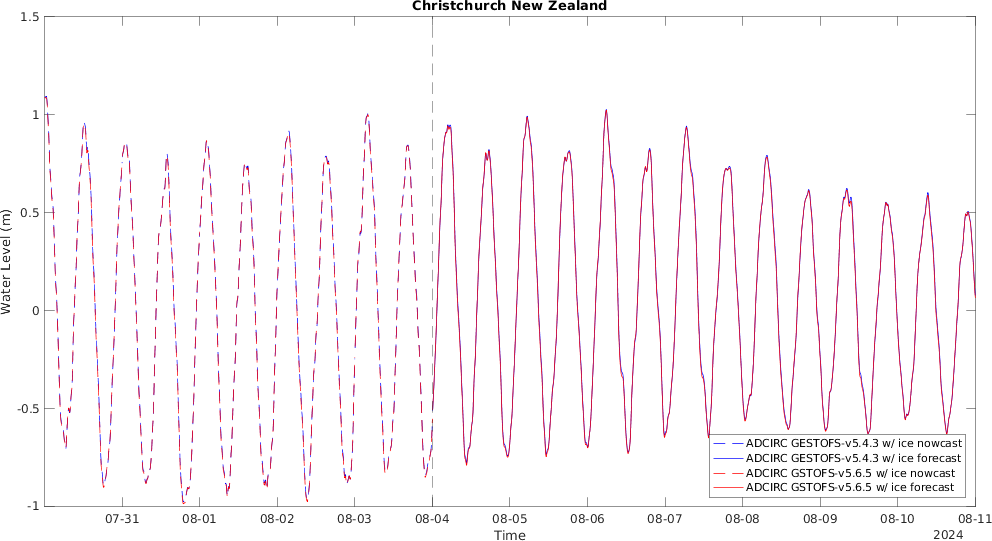 Christchurch New Zealand
Water Level (m)
1.5
1
0.5
0
-0.5
-1
07-31 08-01 08-02 08-03 08-04 08-05 08-06 08-07 08-08 08-09 08-10 08-11
Time
2024
ADCIRC GESTOFS-v5.4.3 w/ ice nowcast
ADCIRC GESTOFS-v5.4.3 w/ ice forecast
ADCIRC GSTOFS-v5.6.5 w/ ice nowcast
ADCIRC GSTOFS-v5.6.5 w/ ice forecast